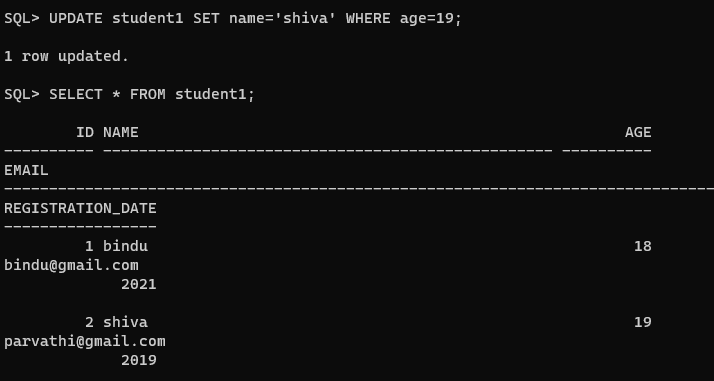 SQL> UPDATE student1 SET name='shiva' WHERE age=19;
1 row updated.
SQL> SELECT * FROM student1;
ID NAME AGE
---------- -------------------------------------------------- ----------
EMAIL
--------------------------------------------------------------------------------
REGISTRATION_DATE
-----------------
1 bindu 18
bindu@gmail.com
2021
2 shiva 19
parvathi@gmail.com
2019